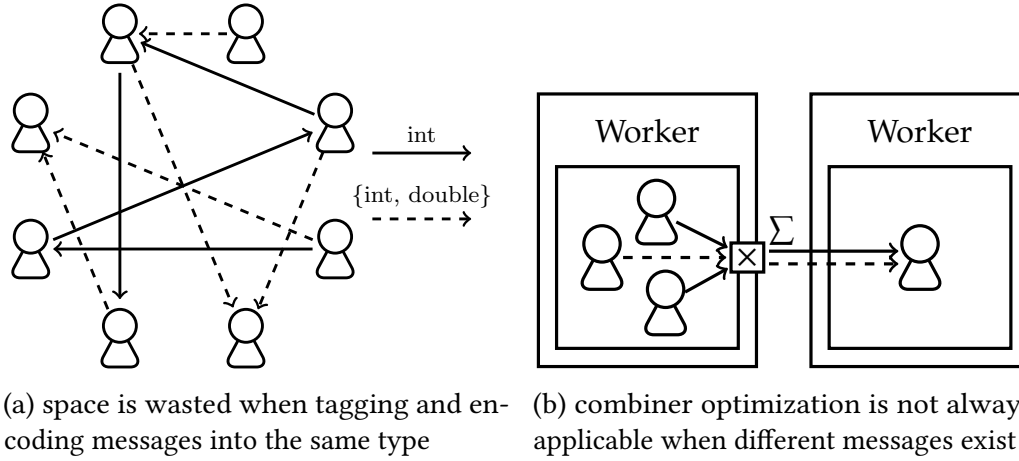 int
{int, double}
Worker
Worker
Σ
×
(a) space is wasted when tagging and en-
coding messages into the same type
(b) combiner optimization is not alway
applicable when different messages exist